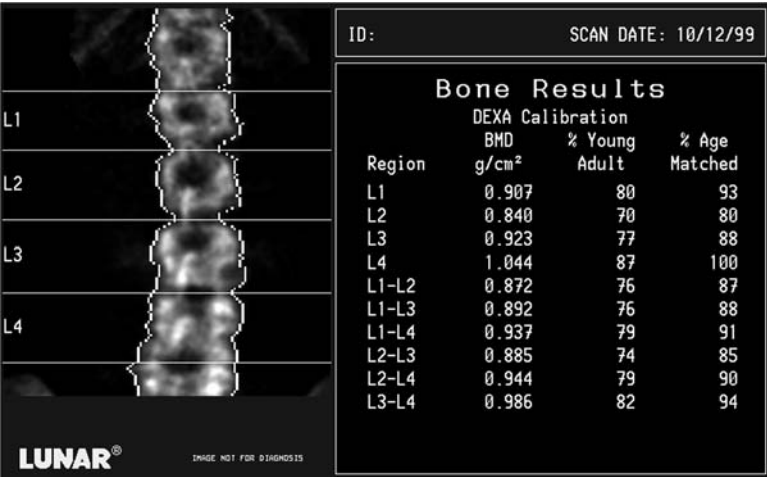 L1
L2
L3
L4
LUNAR®
IMAGE NOT FOR DIAGNOSIS
ID: SCAN DATE: 10/12/99
Bone Results
DEXA Calibration
BMD % Young % Age
Region g/cm² Adult Matched
L1 0.907 80 93
L2 0.840 70 80
L3 0.923 77 88
L4 1.044 87 100
L1-L2 0.872 76 87
L1-L3 0.892 76 88
L1-L4 0.937 79 91
L2-L3 0.885 74 85
L2-L4 0.944 79 90
L3-L4 0.986 82 94